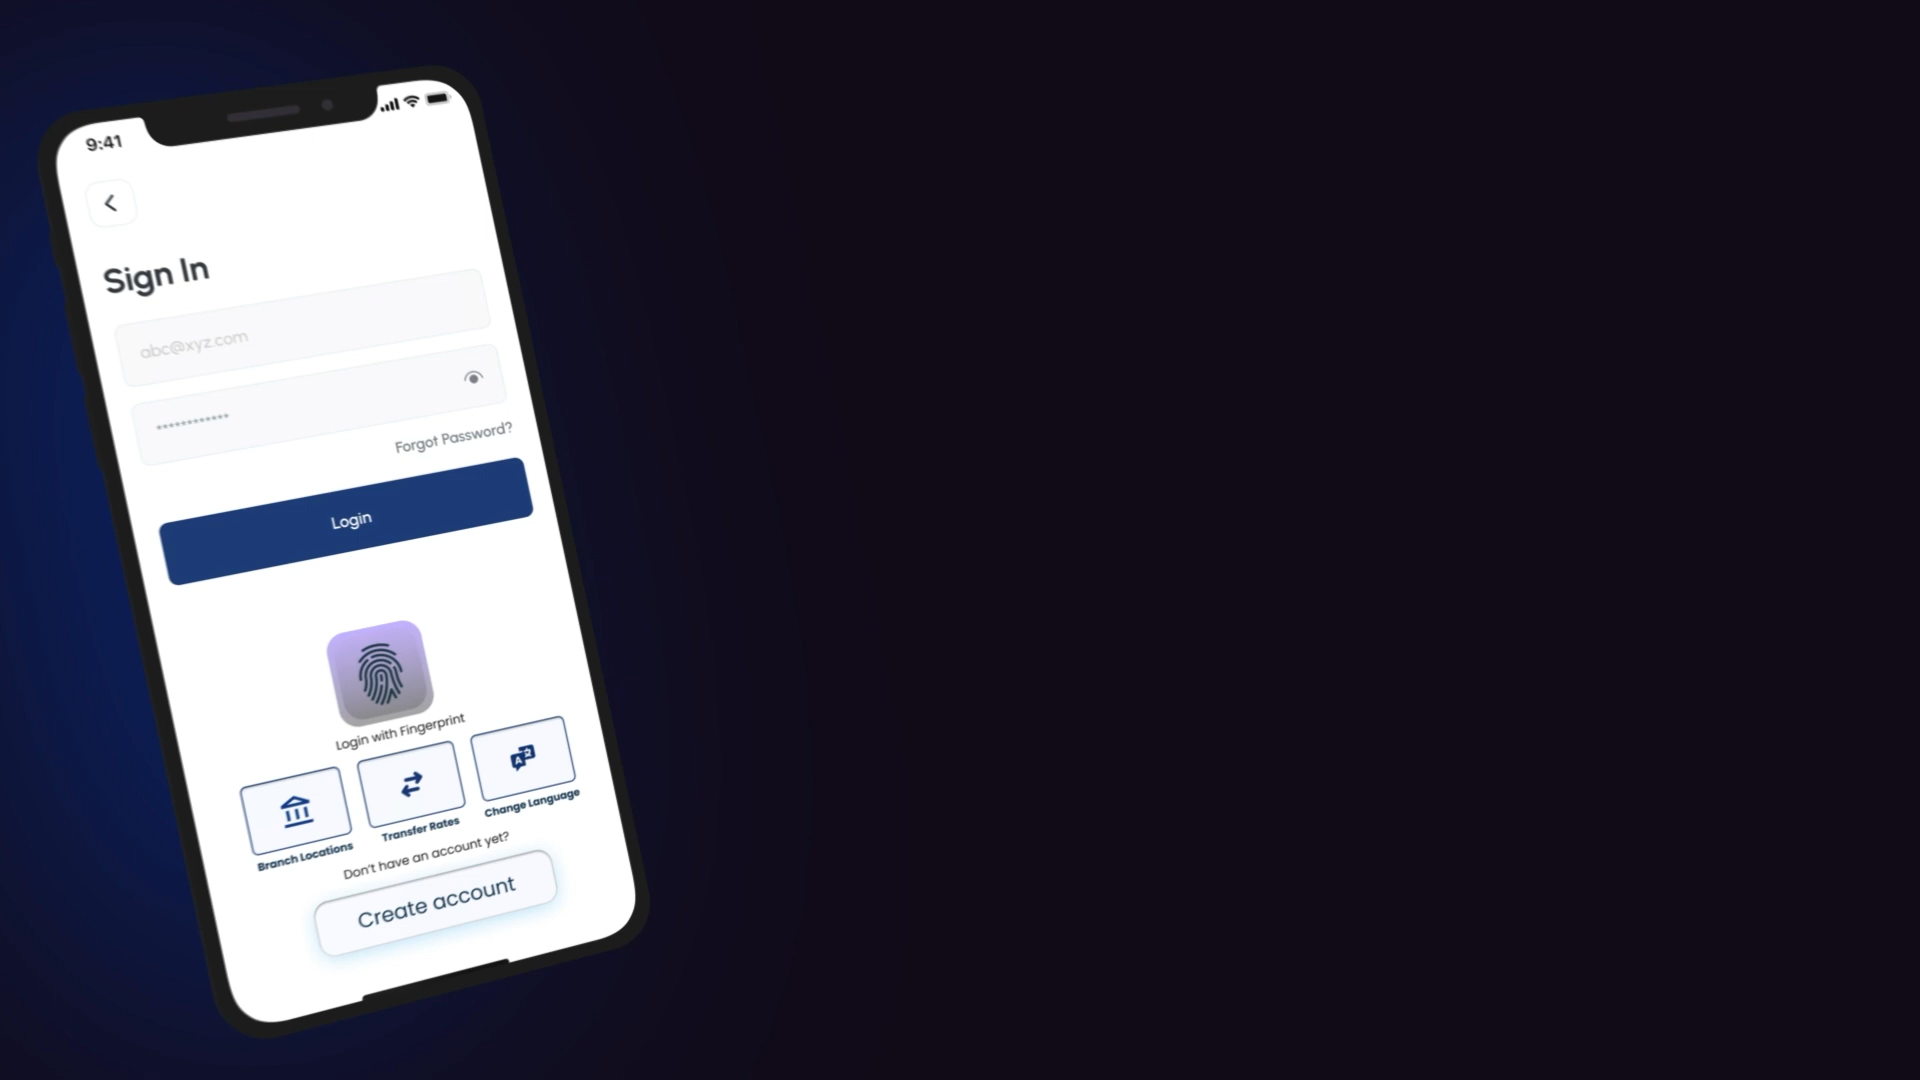 9:41
Sign In
abc@xyz.com
************
Forgot Password?
Login
Login with Fingerprint
Branch Locations
Transfer Rates
Change Language
Don't have an account yet?
Create account